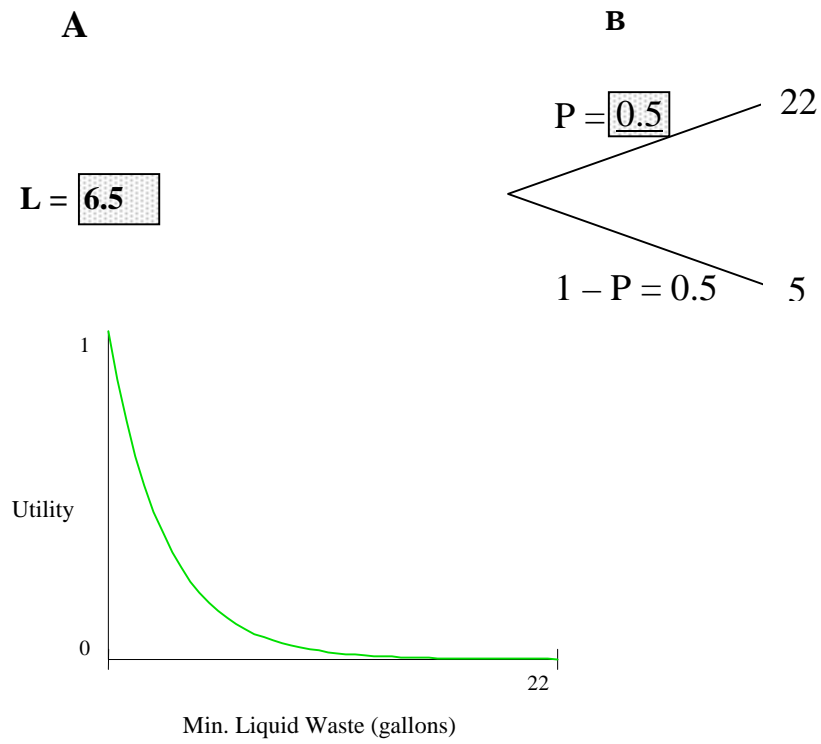 A
B
P = 0.5
22
L = 6.5
1 – P = 0.5
5
1
Utility
0
22
Min. Liquid Waste (gallons)